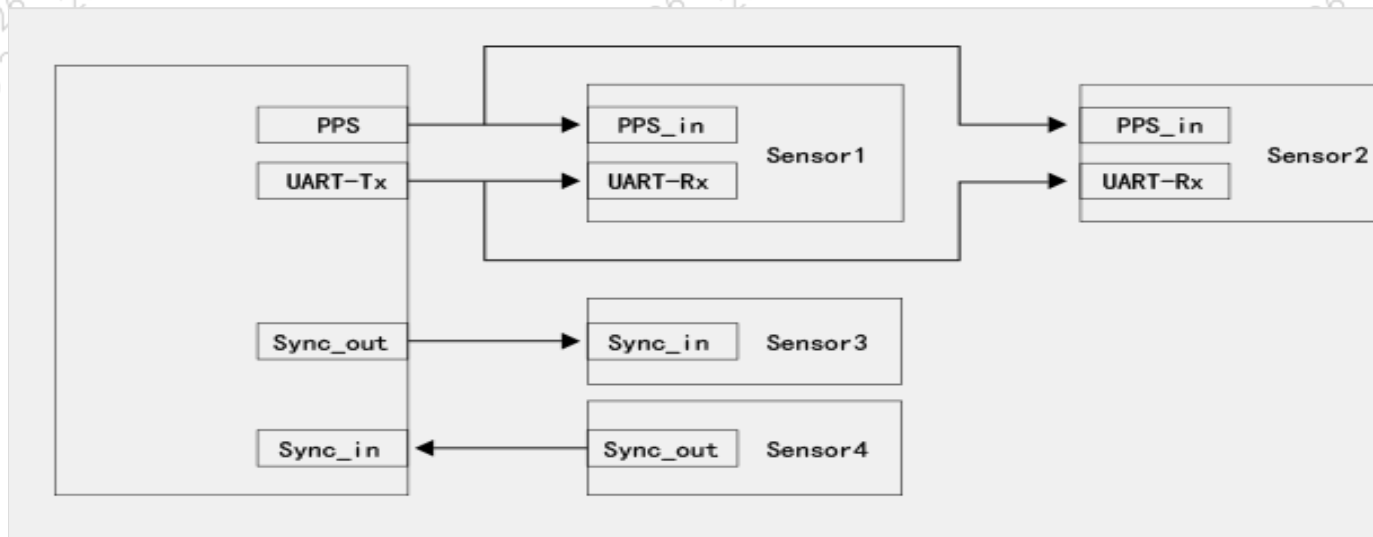 PPS
PPS_in
Sensor1
PPS_in
Sensor2
UART-Tx
UART-Rx
UART-Rx
Sync_out
Sync_in
Sensor3
Sync_in
Sync_out
Sensor4